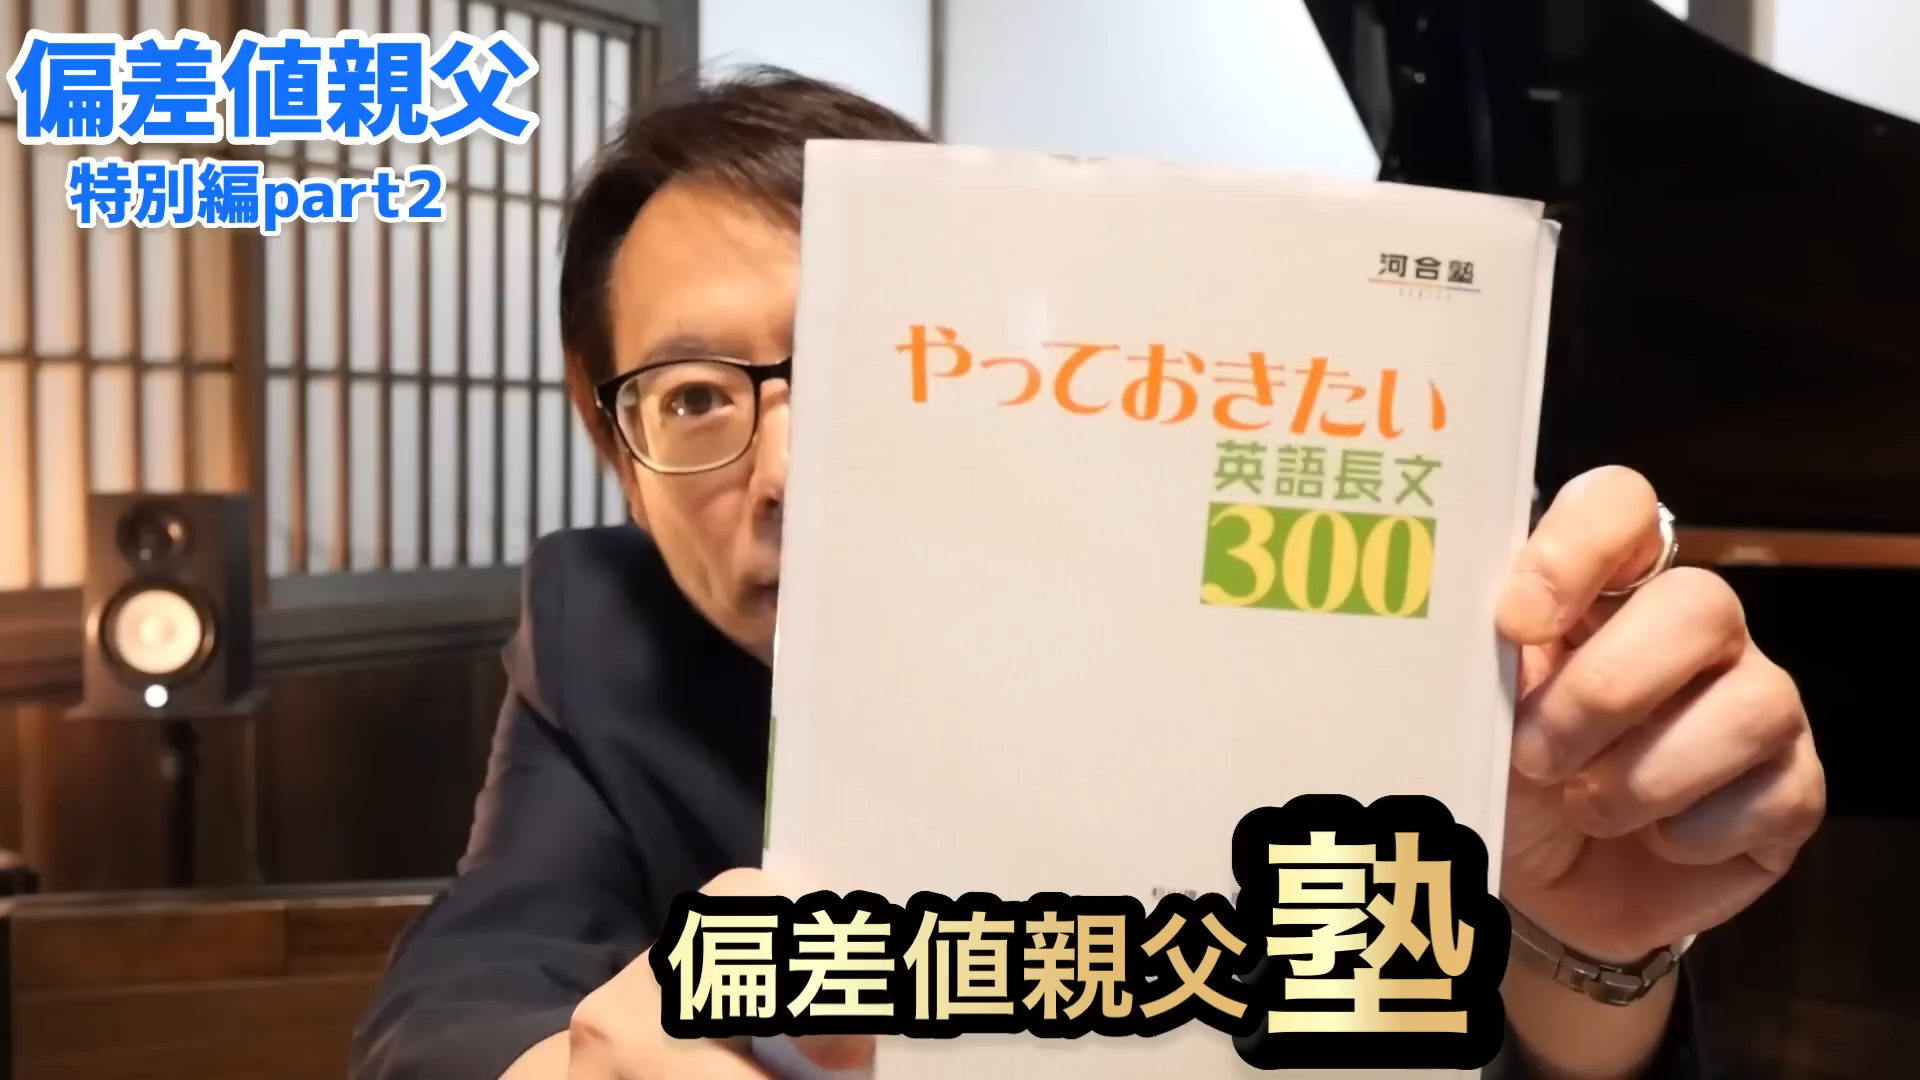 偏差値親父
特別編part2
河合塾
SERIES
やっておきたい
英語長文
300
偏差値親父塾